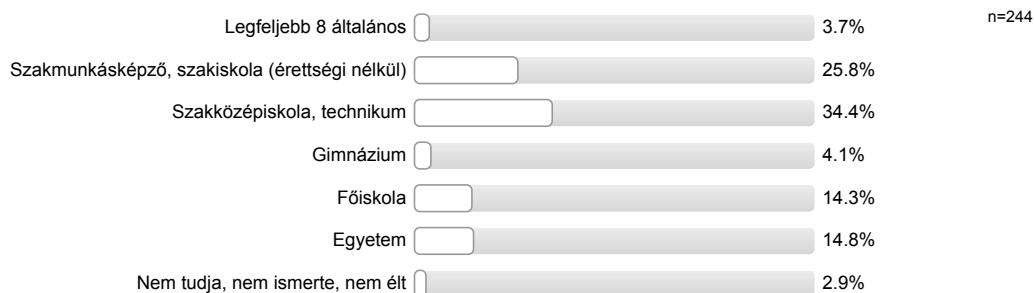 Legfeljebb 8 általános 3.7% n=244
Szakmunkásképző, szakiskola (érettségi nélkül) 25.8%
Szakközépiskola, technikum 34.4%
Gimnázium 4.1%
Főiskola 14.3%
Egyetem 14.8%
Nem tudja, nem ismerte, nem élt 2.9%